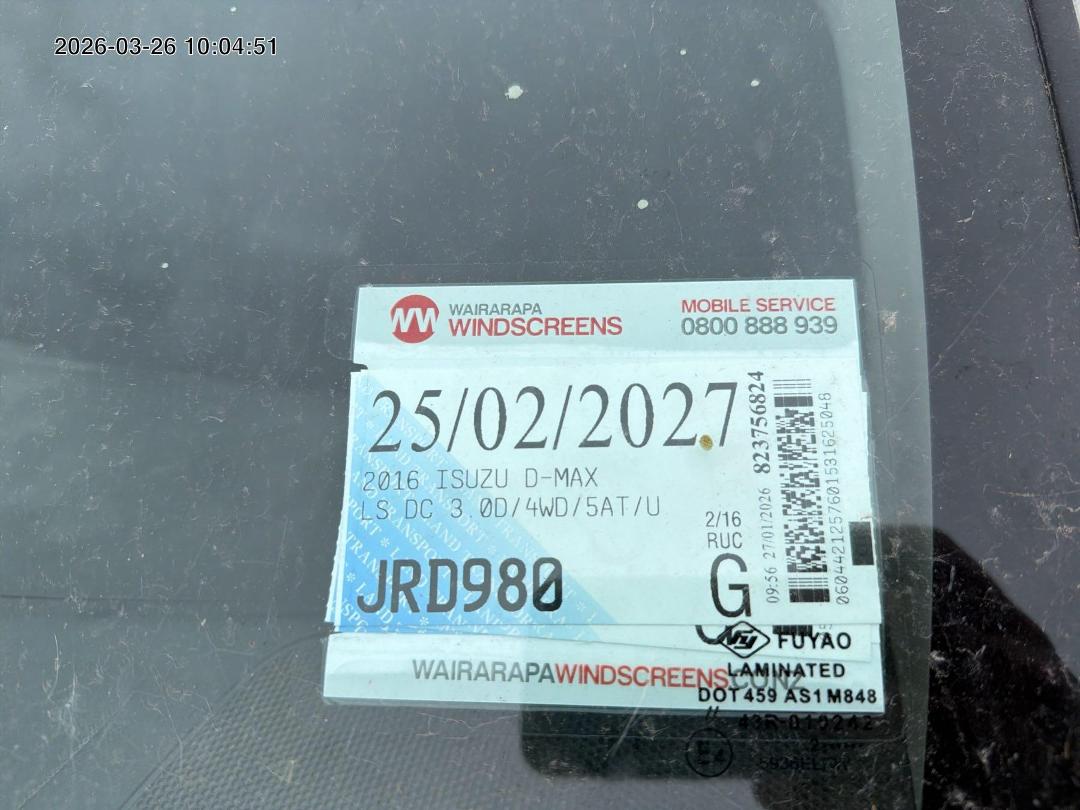 2026-03-26 10:04:51
WAIRARAPA
WINDSCREENS
MOBILE SERVICE
0800 888 939
25/02/2027
2016 ISUZU D-MAX
LS DC 3.0D/4WD/5AT/U
2/16
RUC
JRD980
G
823756824
09:56 27/01/2026
0604421257601531625048
FUYAO
WAIRARAPAWINDSCREENS
LAMINATED
DOT 459 AS1 M848